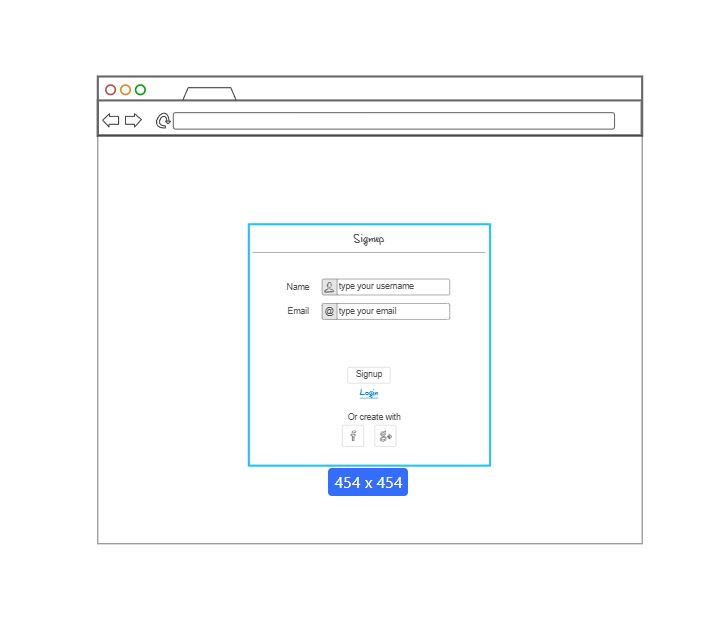 Signup
Name type your username
Email @ type your email
Signup
Login
Or create with
f g+
454 x 454